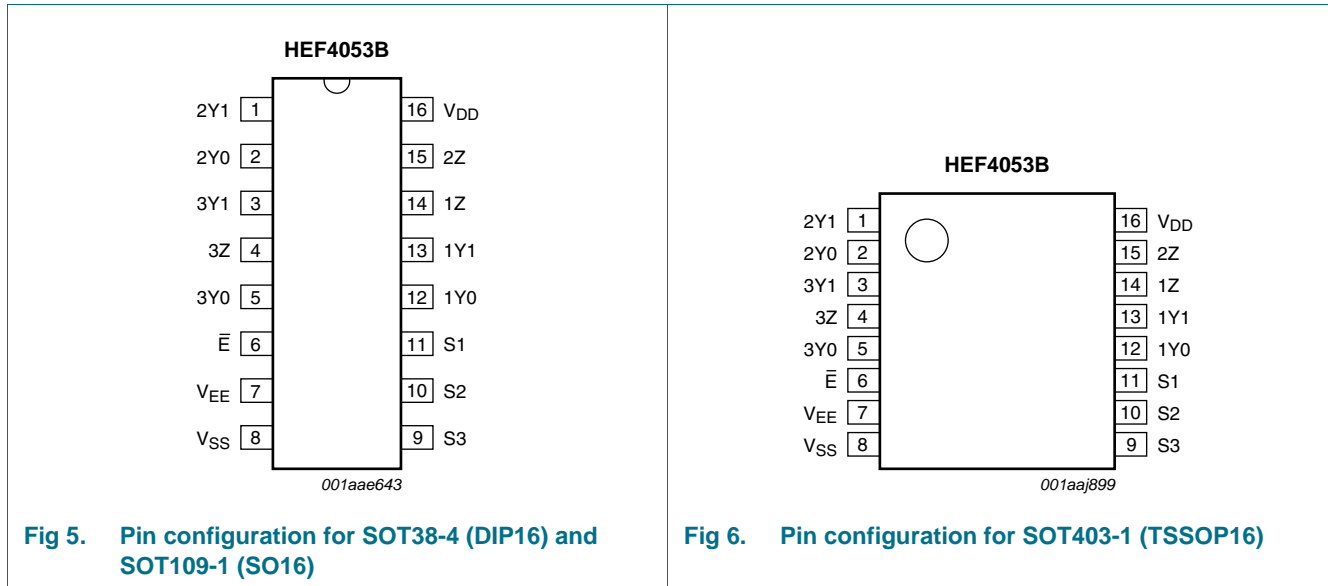 HEF4053B
2Y1 1 16 VDD
2Y0 2 15 2Z
3Y1 3 14 1Z
3Z 4 13 1Y1
3Y0 5 12 1Y0
E̅ 6 11 S1
VEE 7 10 S2
VSS 8 9 S3
001aae643
Fig 5. Pin configuration for SOT38-4 (DIP16) and
SOT109-1 (SO16)
HEF4053B
2Y1 1 16 VDD
2Y0 2 15 2Z
3Y1 3 14 1Z
3Z 4 13 1Y1
3Y0 5 12 1Y0
E̅ 6 11 S1
VEE 7 10 S2
VSS 8 9 S3
001aaj899
Fig 6. Pin configuration for SOT403-1 (TSSOP16)